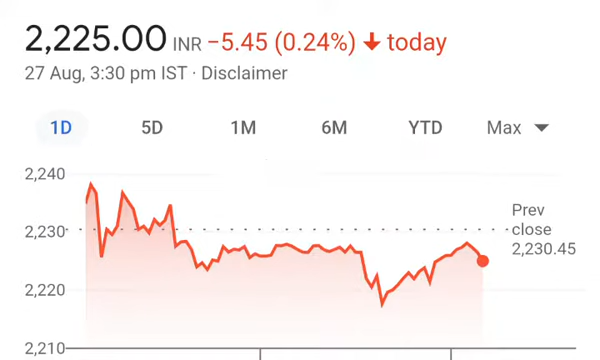 2,225.00 INR −5.45 (0.24%) ↓ today
27 Aug, 3:30 pm IST · Disclaimer
1D 5D 1M 6M YTD Max
2,240
2,230
2,220
2,210
Prev
close
2,230.45